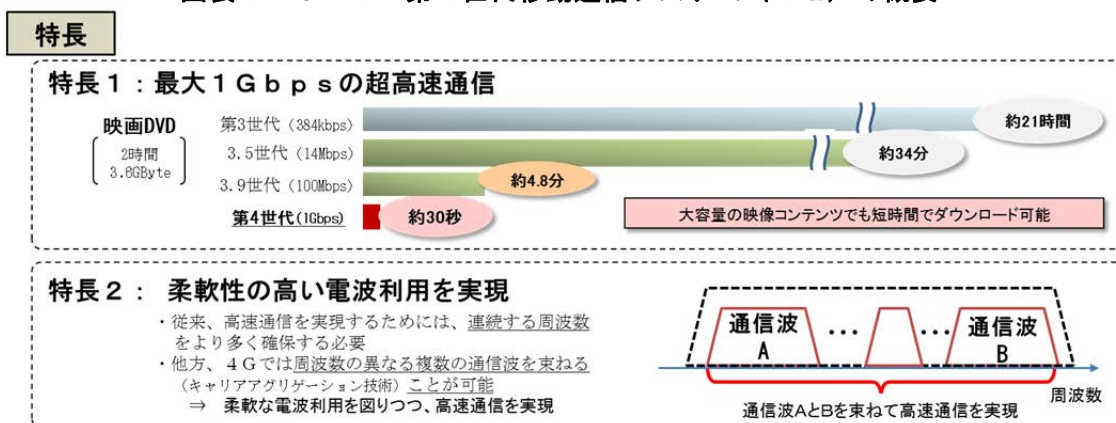 特長
特長1：最大1Ｇｂｐｓの超高速通信
映画DVD
2時間
3.6GByte
第3世代（384kbps）
約21時間
3.5世代（14Mbps）
約34分
3.9世代（100Mbps）
約4.8分
第4世代(1Gbps)
約30秒
大容量の映像コンテンツでも短時間でダウンロード可能
特長2： 柔軟性の高い電波利用を実現
・従来、高速通信を実現するためには、連続する周波数
をより多く確保する必要
・他方、4Gでは周波数の異なる複数の通信波を束ねる
（キャリアアグリゲーション技術）ことが可能
⇒ 柔軟な電波利用を図りつつ、高速通信を実現
通信波
A
…
…
通信波
B
周波数
通信波AとBを束ねて高速通信を実現